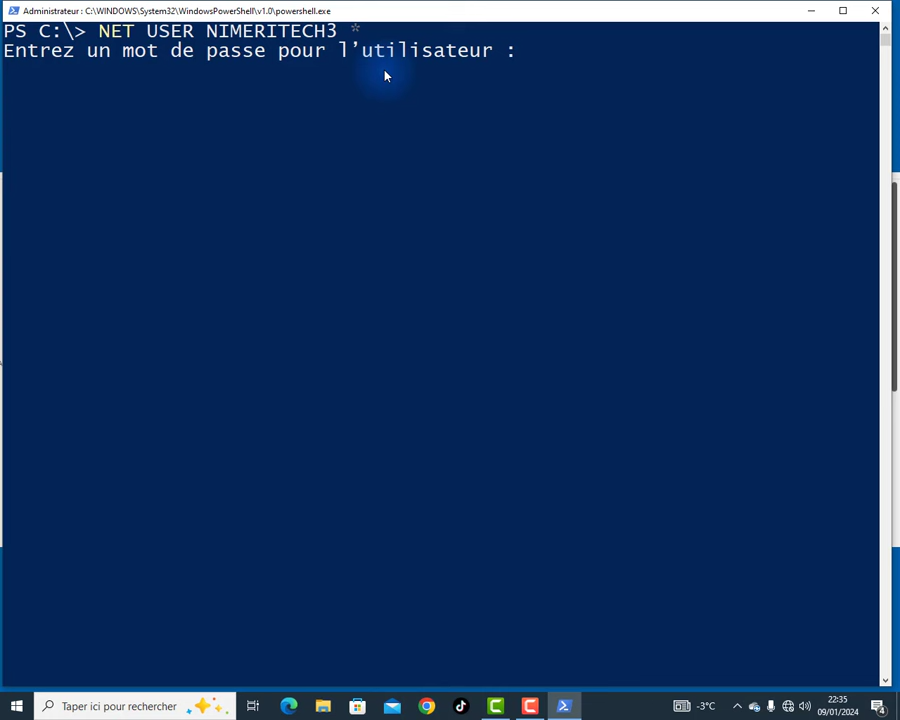 Administrateur : C:\WINDOWS\System32\WindowsPowerShell\v1.0\powershell.exe
PS C:\> NET USER NIMERITECH3 *
Entrez un mot de passe pour l’utilisateur :
Taper ici pour rechercher
-3°C
22:35
09/01/2024
4